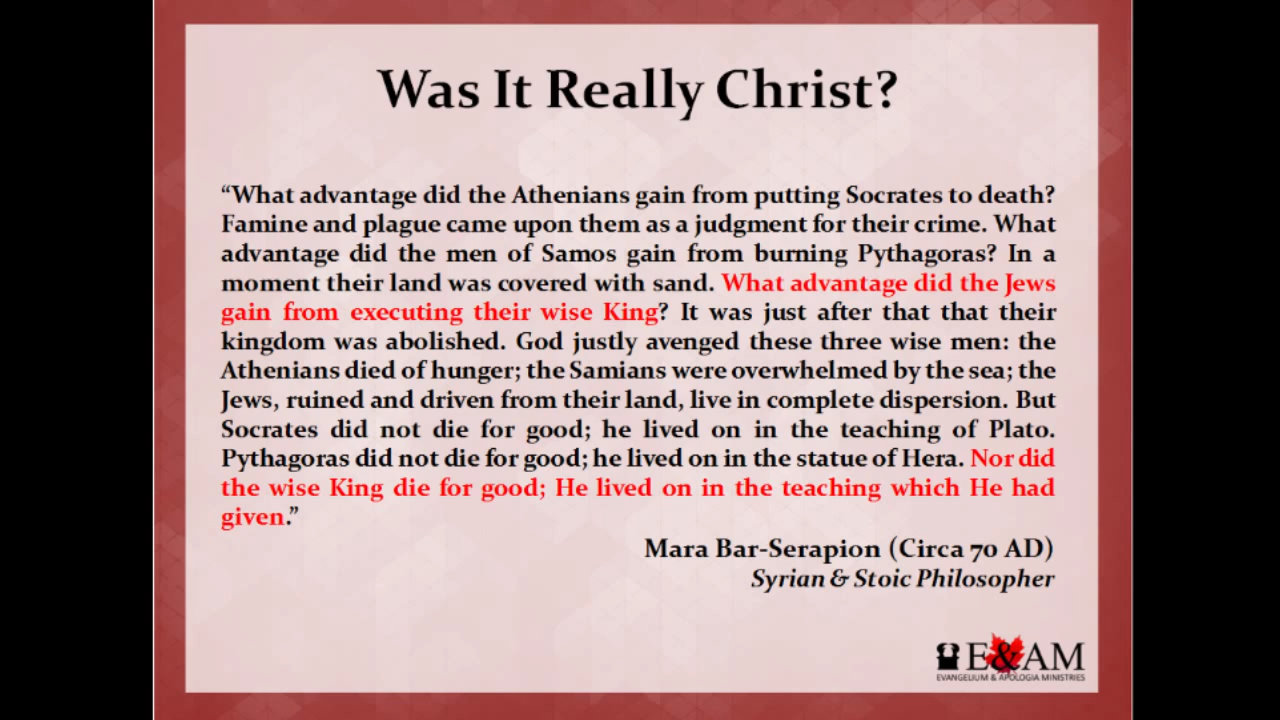 Was It Really Christ?
“What advantage did the Athenians gain from putting Socrates to death?
Famine and plague came upon them as a judgment for their crime. What
advantage did the men of Samos gain from burning Pythagoras? In a
moment their land was covered with sand. What advantage did the Jews
gain from executing their wise King? It was just after that that their
kingdom was abolished. God justly avenged these three wise men: the
Athenians died of hunger; the Samians were overwhelmed by the sea; the
Jews, ruined and driven from their land, live in complete dispersion. But
Socrates did not die for good; he lived on in the teaching of Plato.
Pythagoras did not die for good; he lived on in the statue of Hera. Nor did
the wise King die for good; He lived on in the teaching which He had
given.”
Mara Bar-Serapion (Circa 70 AD)
Syrian & Stoic Philosopher
E&AM
EVANGELIUM & APOLOGIA MINISTRIES